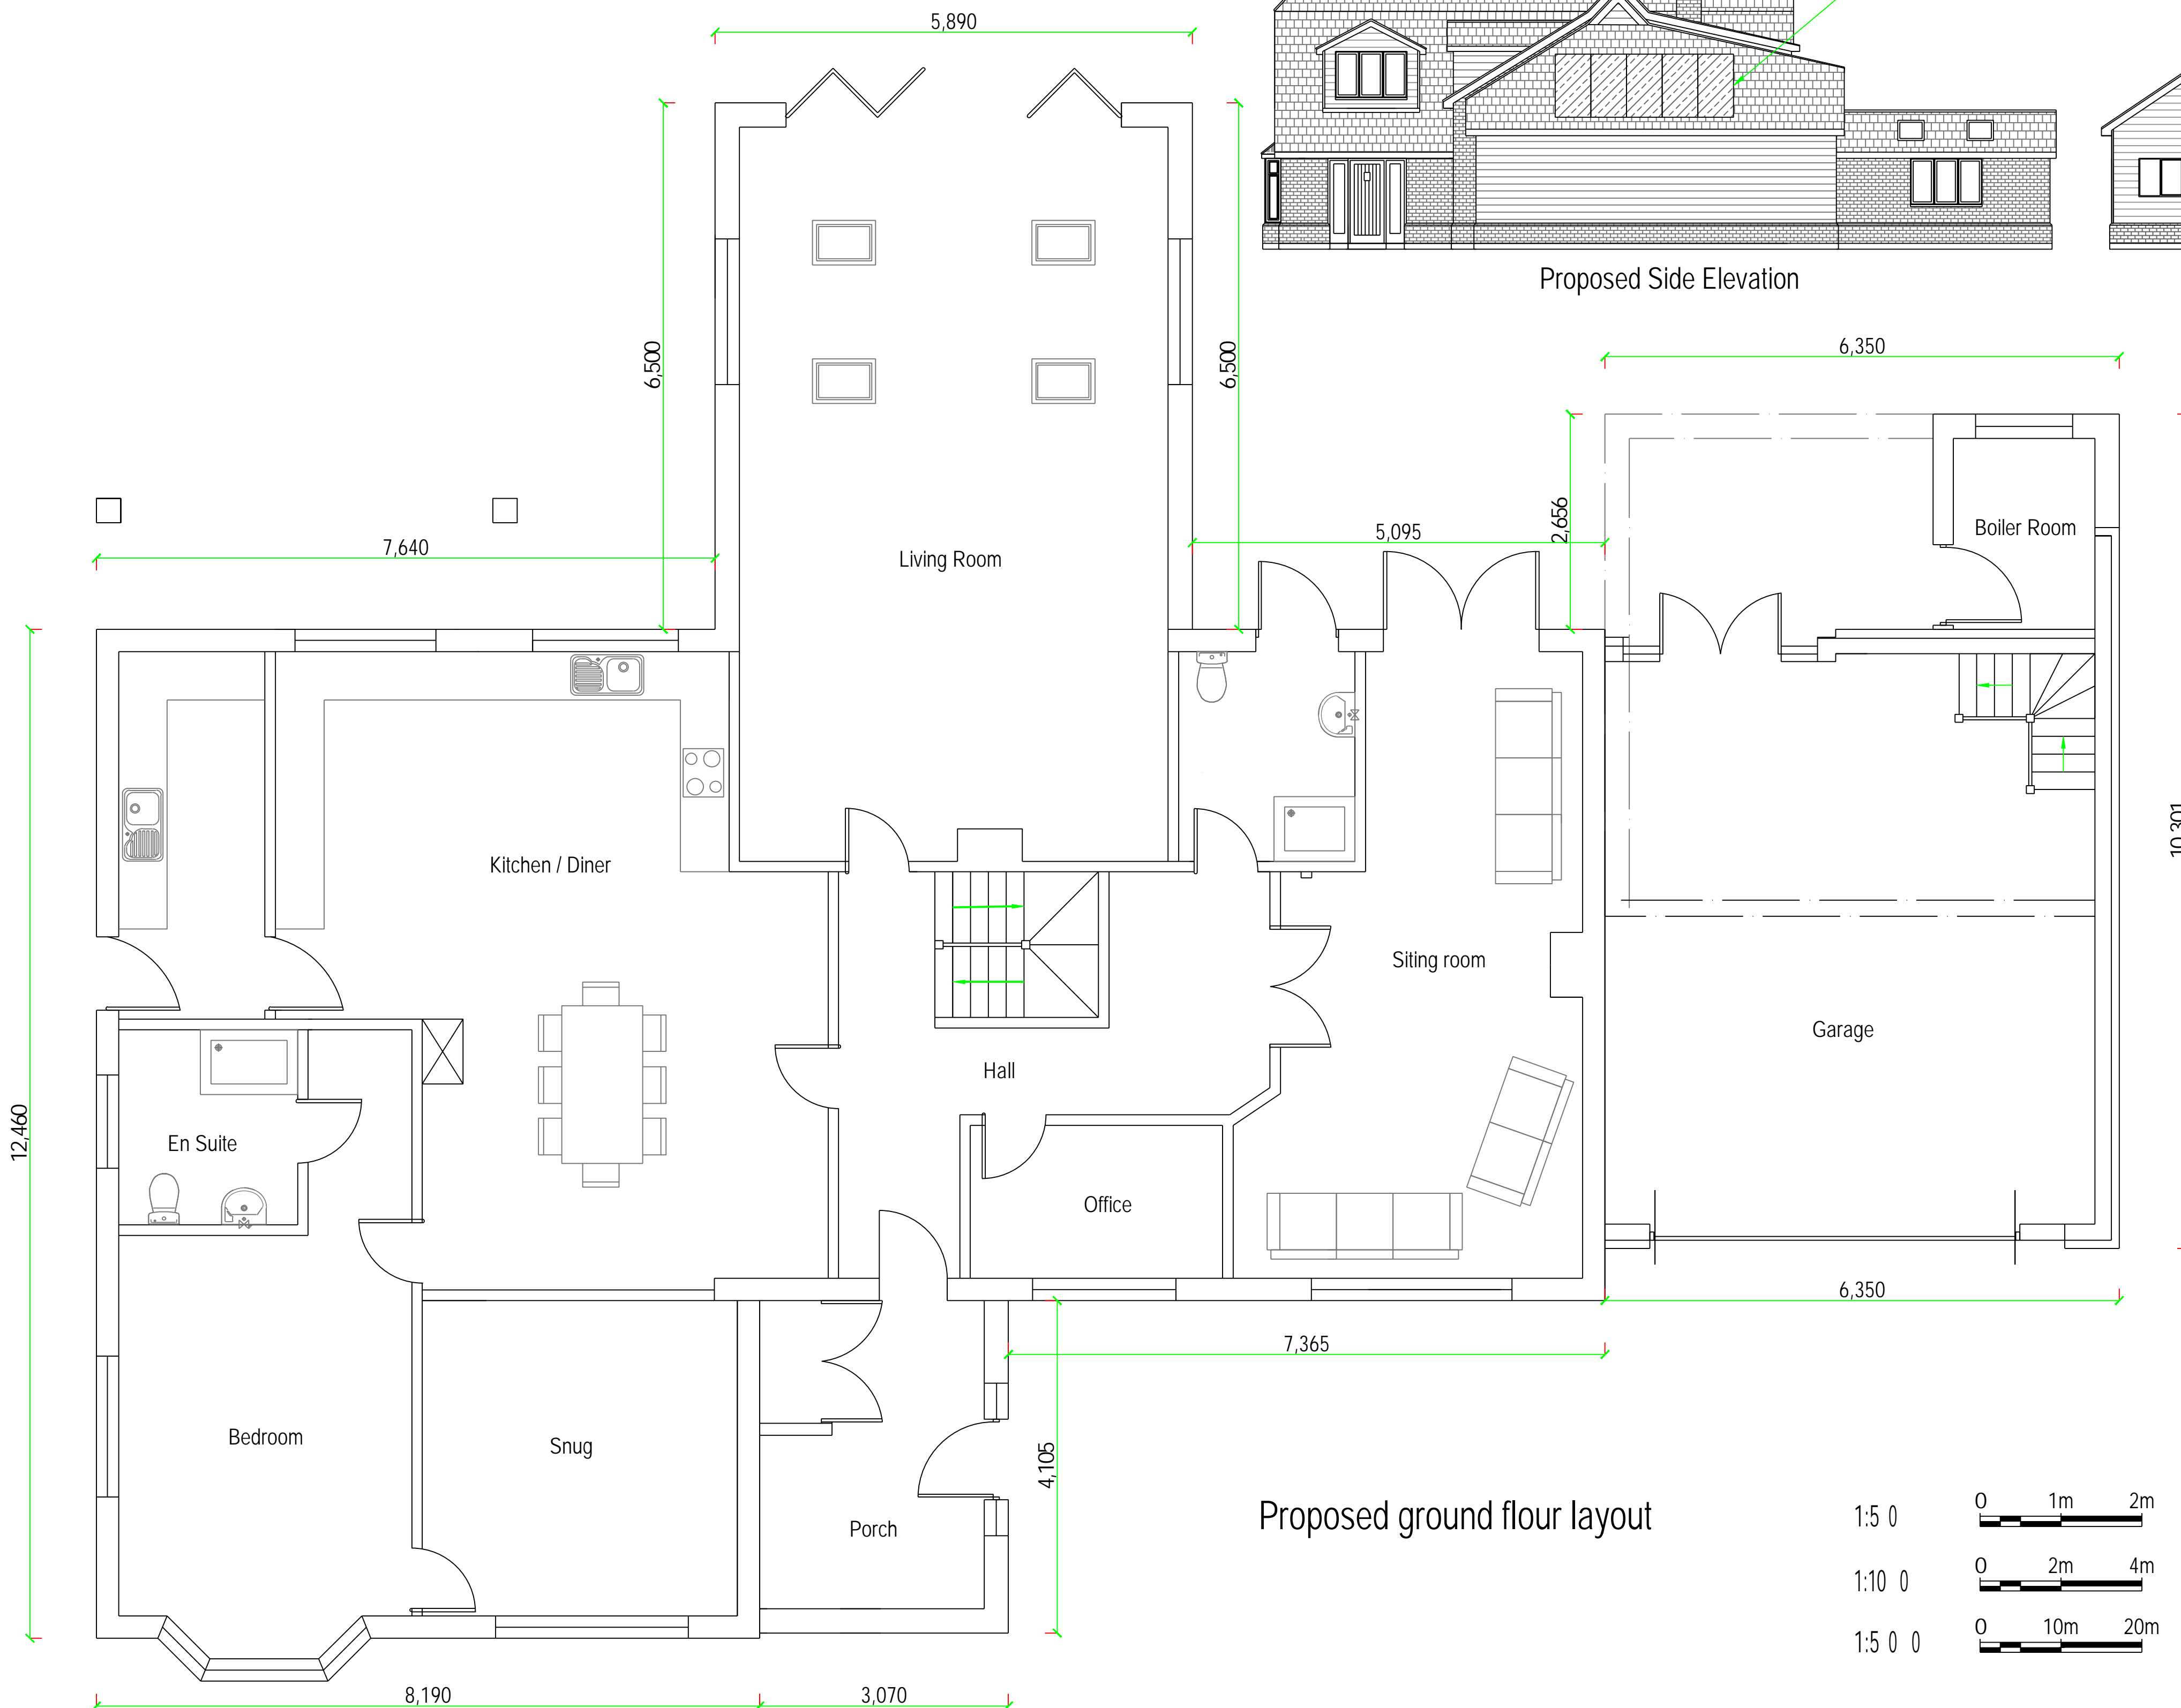 5,890
Proposed Side Elevation
6,500
6,500
6,350
2,656
5,095
7,640
Living Room
Boiler Room
10,301
Kitchen / Diner
Siting room
Garage
Hall
12,460
En Suite
Office
6,350
7,365
Bedroom
Snug
4,105
Porch
Proposed ground flour layout
1:5 0
0 1m 2m
1:10 0
0 2m 4m
1:5 0 0
0 10m 20m
8,190
3,070